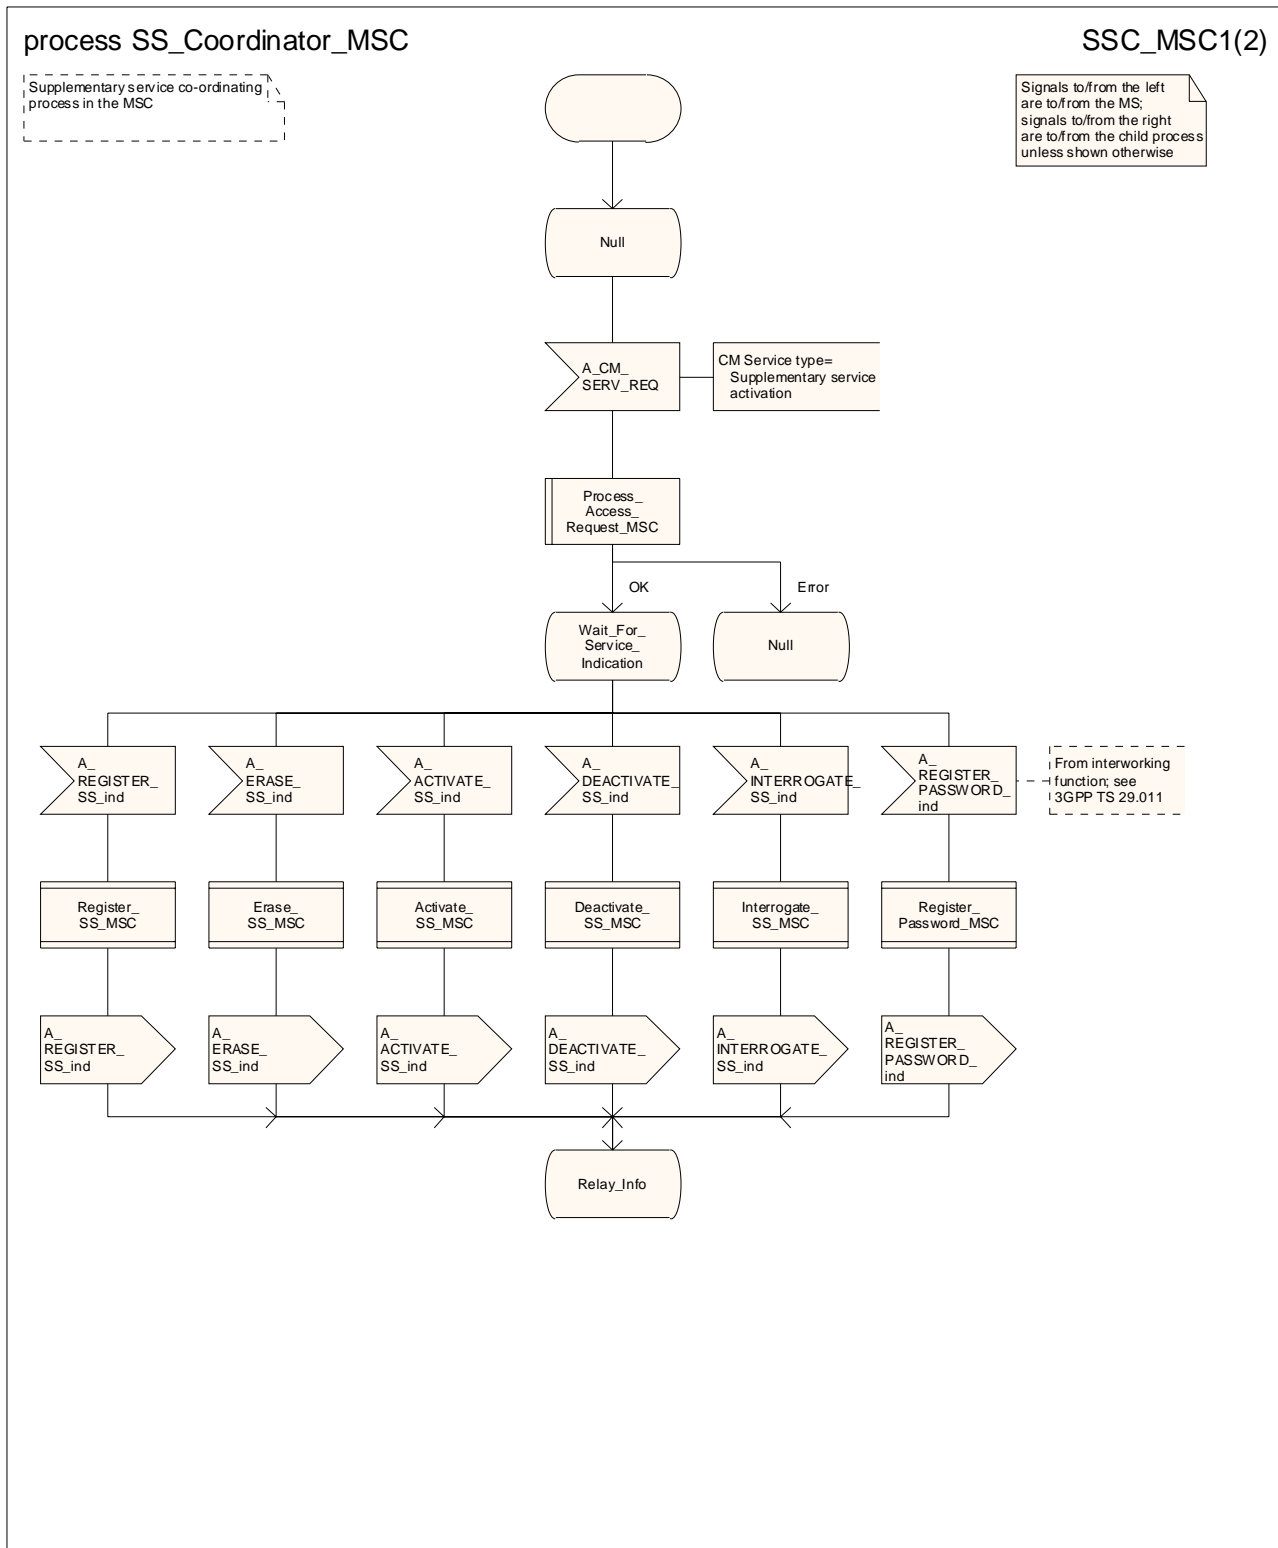 process SS_Coordinator_MSC
SSC_MSC1(2)
Supplementary service co-ordinating
process in the MSC
Signals to/from the left
are to/from the MS;
signals to/from the right
are to/from the child process
unless shown otherwise
Null
A_CM_
SERV_REQ
CM Service type=
Supplementary service
activation
Process_
Access_
Request_MSC
OK
Error
Wait_For_
Service_
Indication
Null
A_
REGISTER_
SS_ind
A_
ERASE_
SS_ind
A_
ACTIVATE_
SS_ind
A_
DEACTIVATE_
SS_ind
A_
INTERROGATE_
SS_ind
A_
REGISTER_
PASSWORD_
ind
From interworking
function; see
3GPP TS 29.011
Register_
SS_MSC
Erase_
SS_MSC
Activate_
SS_MSC
Deactivate_
SS_MSC
Interrogate_
SS_MSC
Register_
Password_MSC
A_
REGISTER_
SS_ind
A_
ERASE_
SS_ind
A_
ACTIVATE_
SS_ind
A_
DEACTIVATE_
SS_ind
A_
INTERROGATE_
SS_ind
A_
REGISTER_
PASSWORD_
ind
Relay_Info